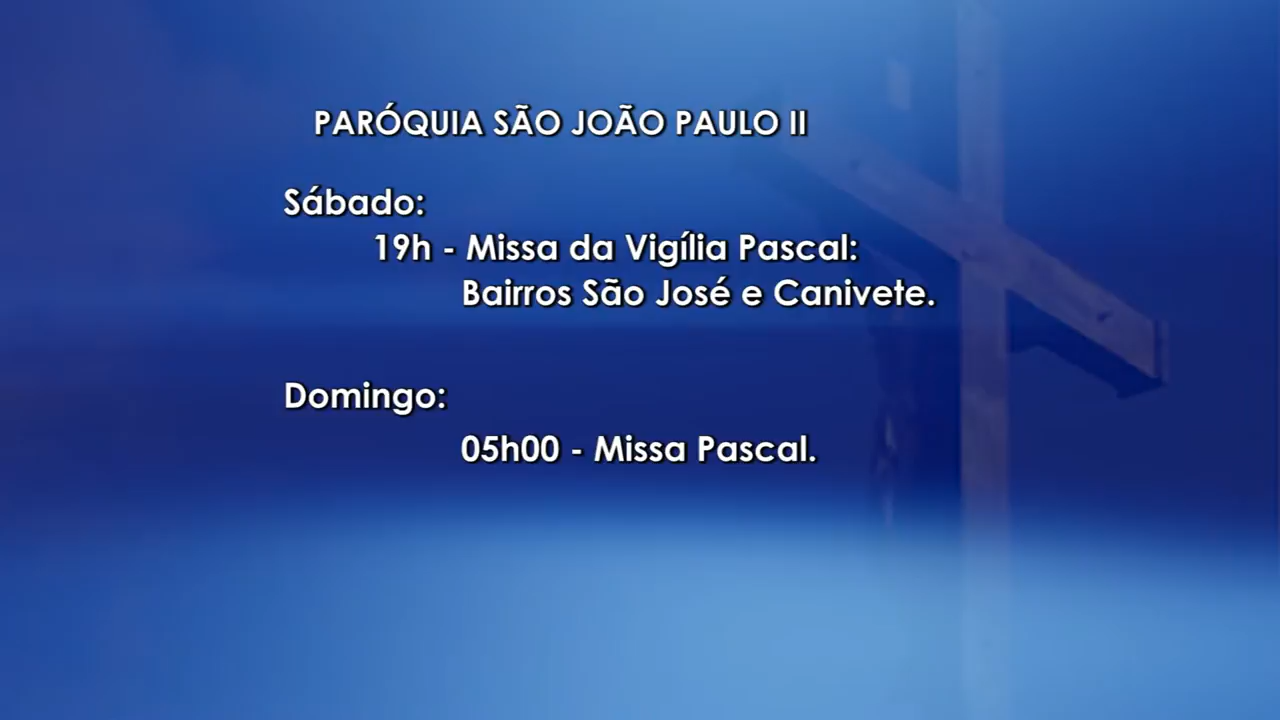 PARÓQUIA SÃO JOÃO PAULO II
Sábado:
19h - Missa da Vigília Pascal:
Bairros São José e Canivete.
Domingo:
05h00 - Missa Pascal.